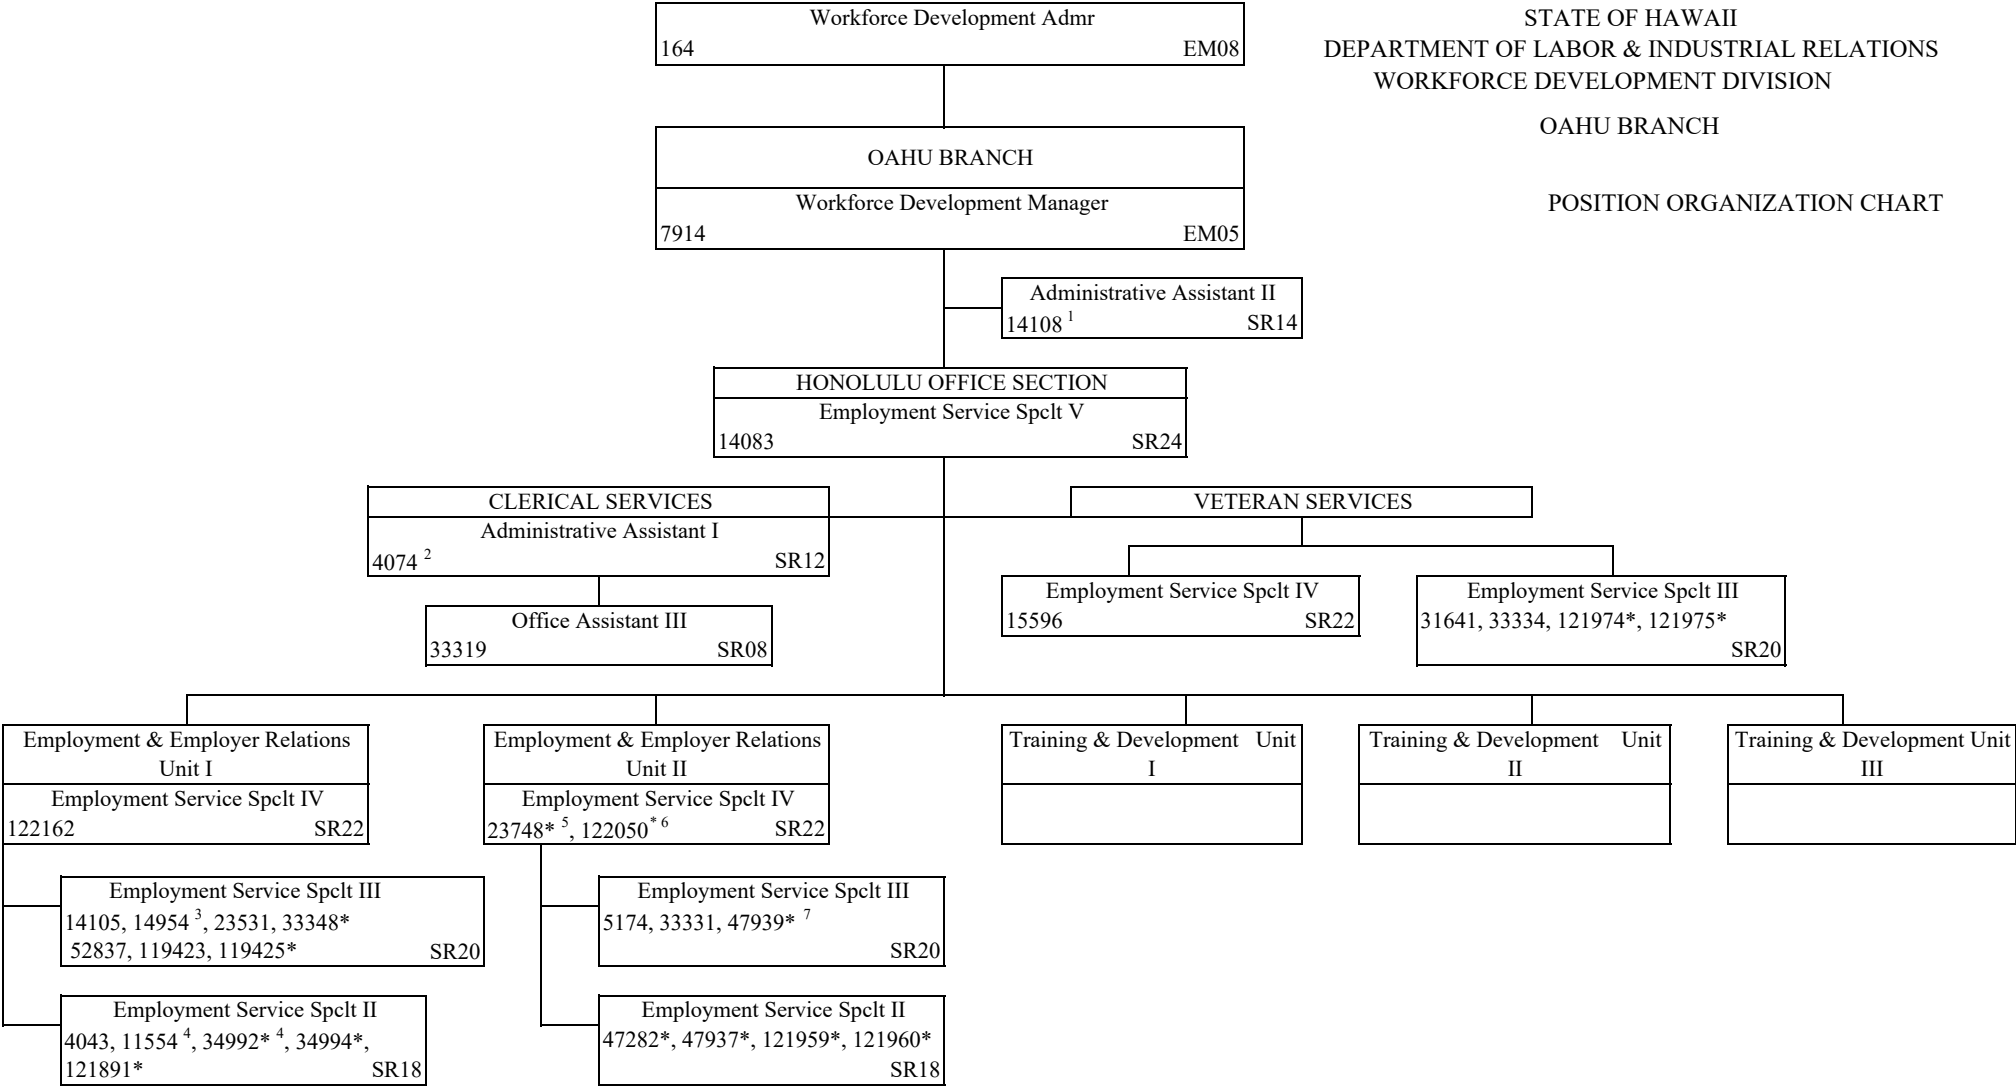 Workforce Development Admr
164 EM08
STATE OF HAWAII
DEPARTMENT OF LABOR & INDUSTRIAL RELATIONS
WORKFORCE DEVELOPMENT DIVISION
OAHU BRANCH
POSITION ORGANIZATION CHART
OAHU BRANCH
Workforce Development Manager
7914 EM05
Administrative Assistant II
14108 1 SR14
HONOLULU OFFICE SECTION
Employment Service Spclt V
14083 SR24
CLERICAL SERVICES
Administrative Assistant I
4074 2 SR12
Office Assistant III
33319 SR08
VETERAN SERVICES
Employment Service Spclt IV
15596 SR22
Employment Service Spclt III
31641, 33334, 121974*, 121975*
SR20
Employment & Employer Relations
Unit I
Employment Service Spclt IV
122162 SR22
Employment Service Spclt III
14105, 14954 3, 23531, 33348*
52837, 119423, 119425* SR20
Employment Service Spclt II
4043, 11554 4, 34992* 4, 34994*,
121891* SR18
Employment & Employer Relations
Unit II
Employment Service Spclt IV
23748* 5, 122050* 6 SR22
Employment Service Spclt III
5174, 33331, 47939* 7
SR20
Employment Service Spclt II
47282*, 47937*, 121959*, 121960*
SR18
Training & Development Unit
I
Training & Development Unit
II
Training & Development Unit
III